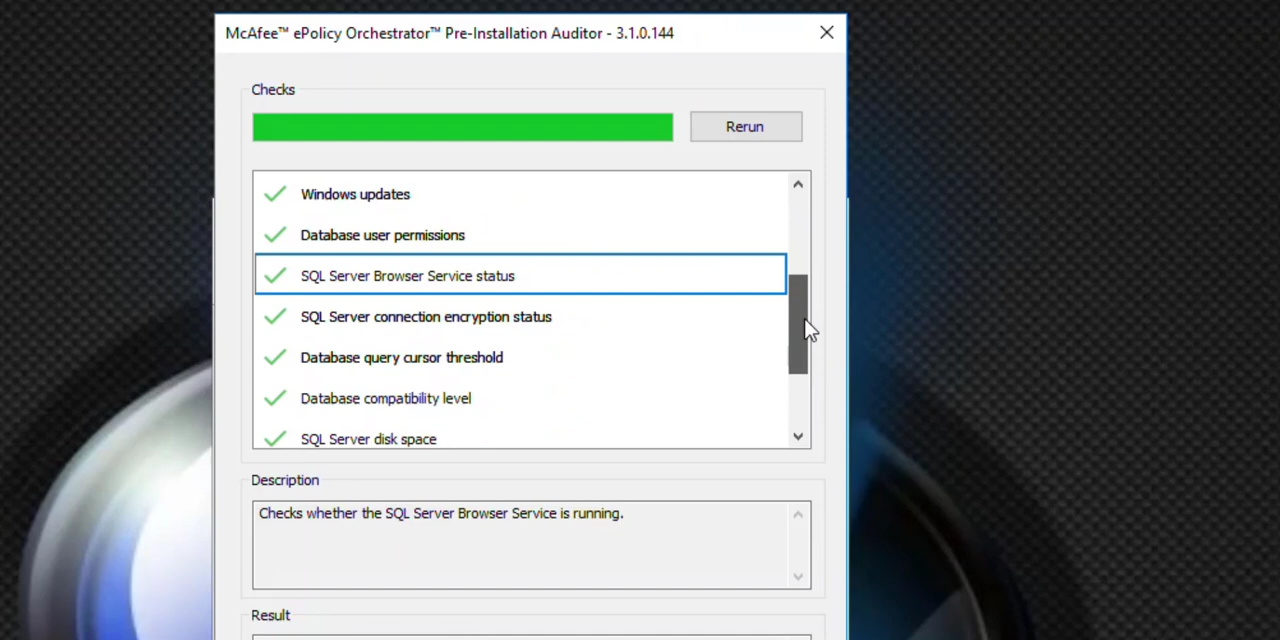 McAfee™ ePolicy Orchestrator™ Pre-Installation Auditor - 3.1.0.144
Checks
Rerun
Windows updates
Database user permissions
SQL Server Browser Service status
SQL Server connection encryption status
Database query cursor threshold
Database compatibility level
SQL Server disk space
Description
Checks whether the SQL Server Browser Service is running.
Result